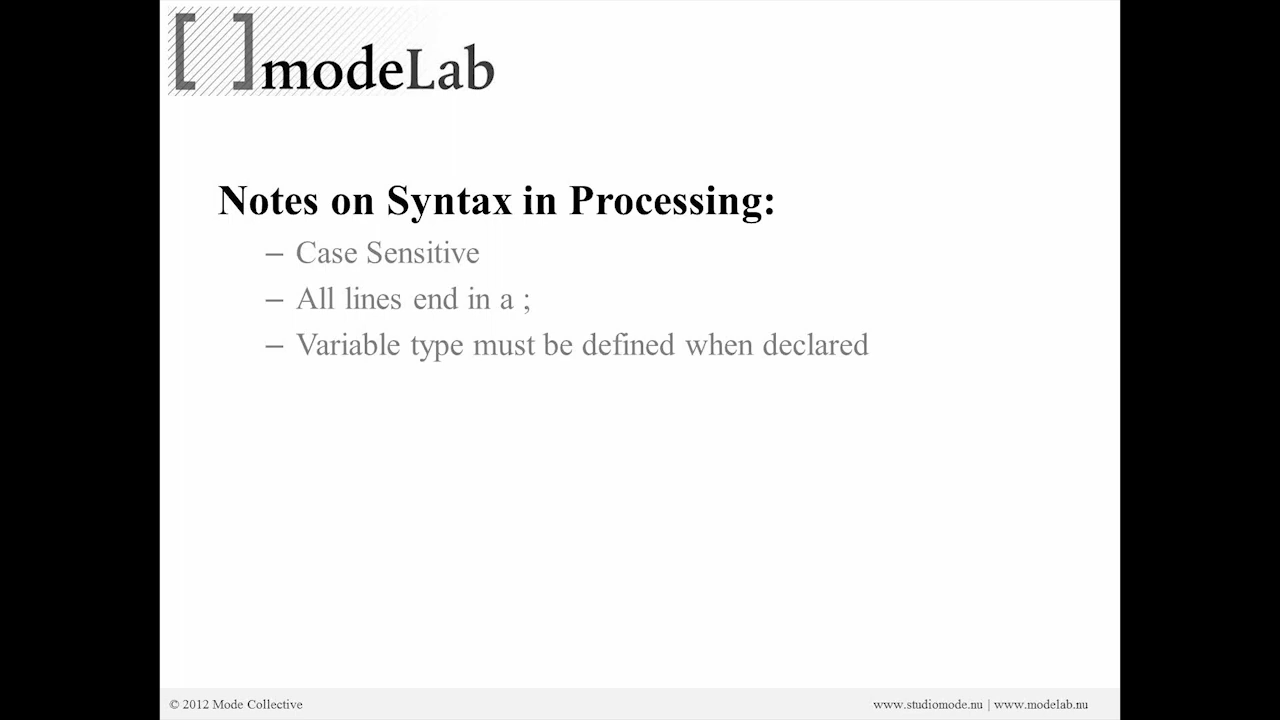 [ ] modeLab
Notes on Syntax in Processing:
– Case Sensitive
– All lines end in a ;
– Variable type must be defined when declared
© 2012 Mode Collective
www.studiomode.nu | www.modelab.nu